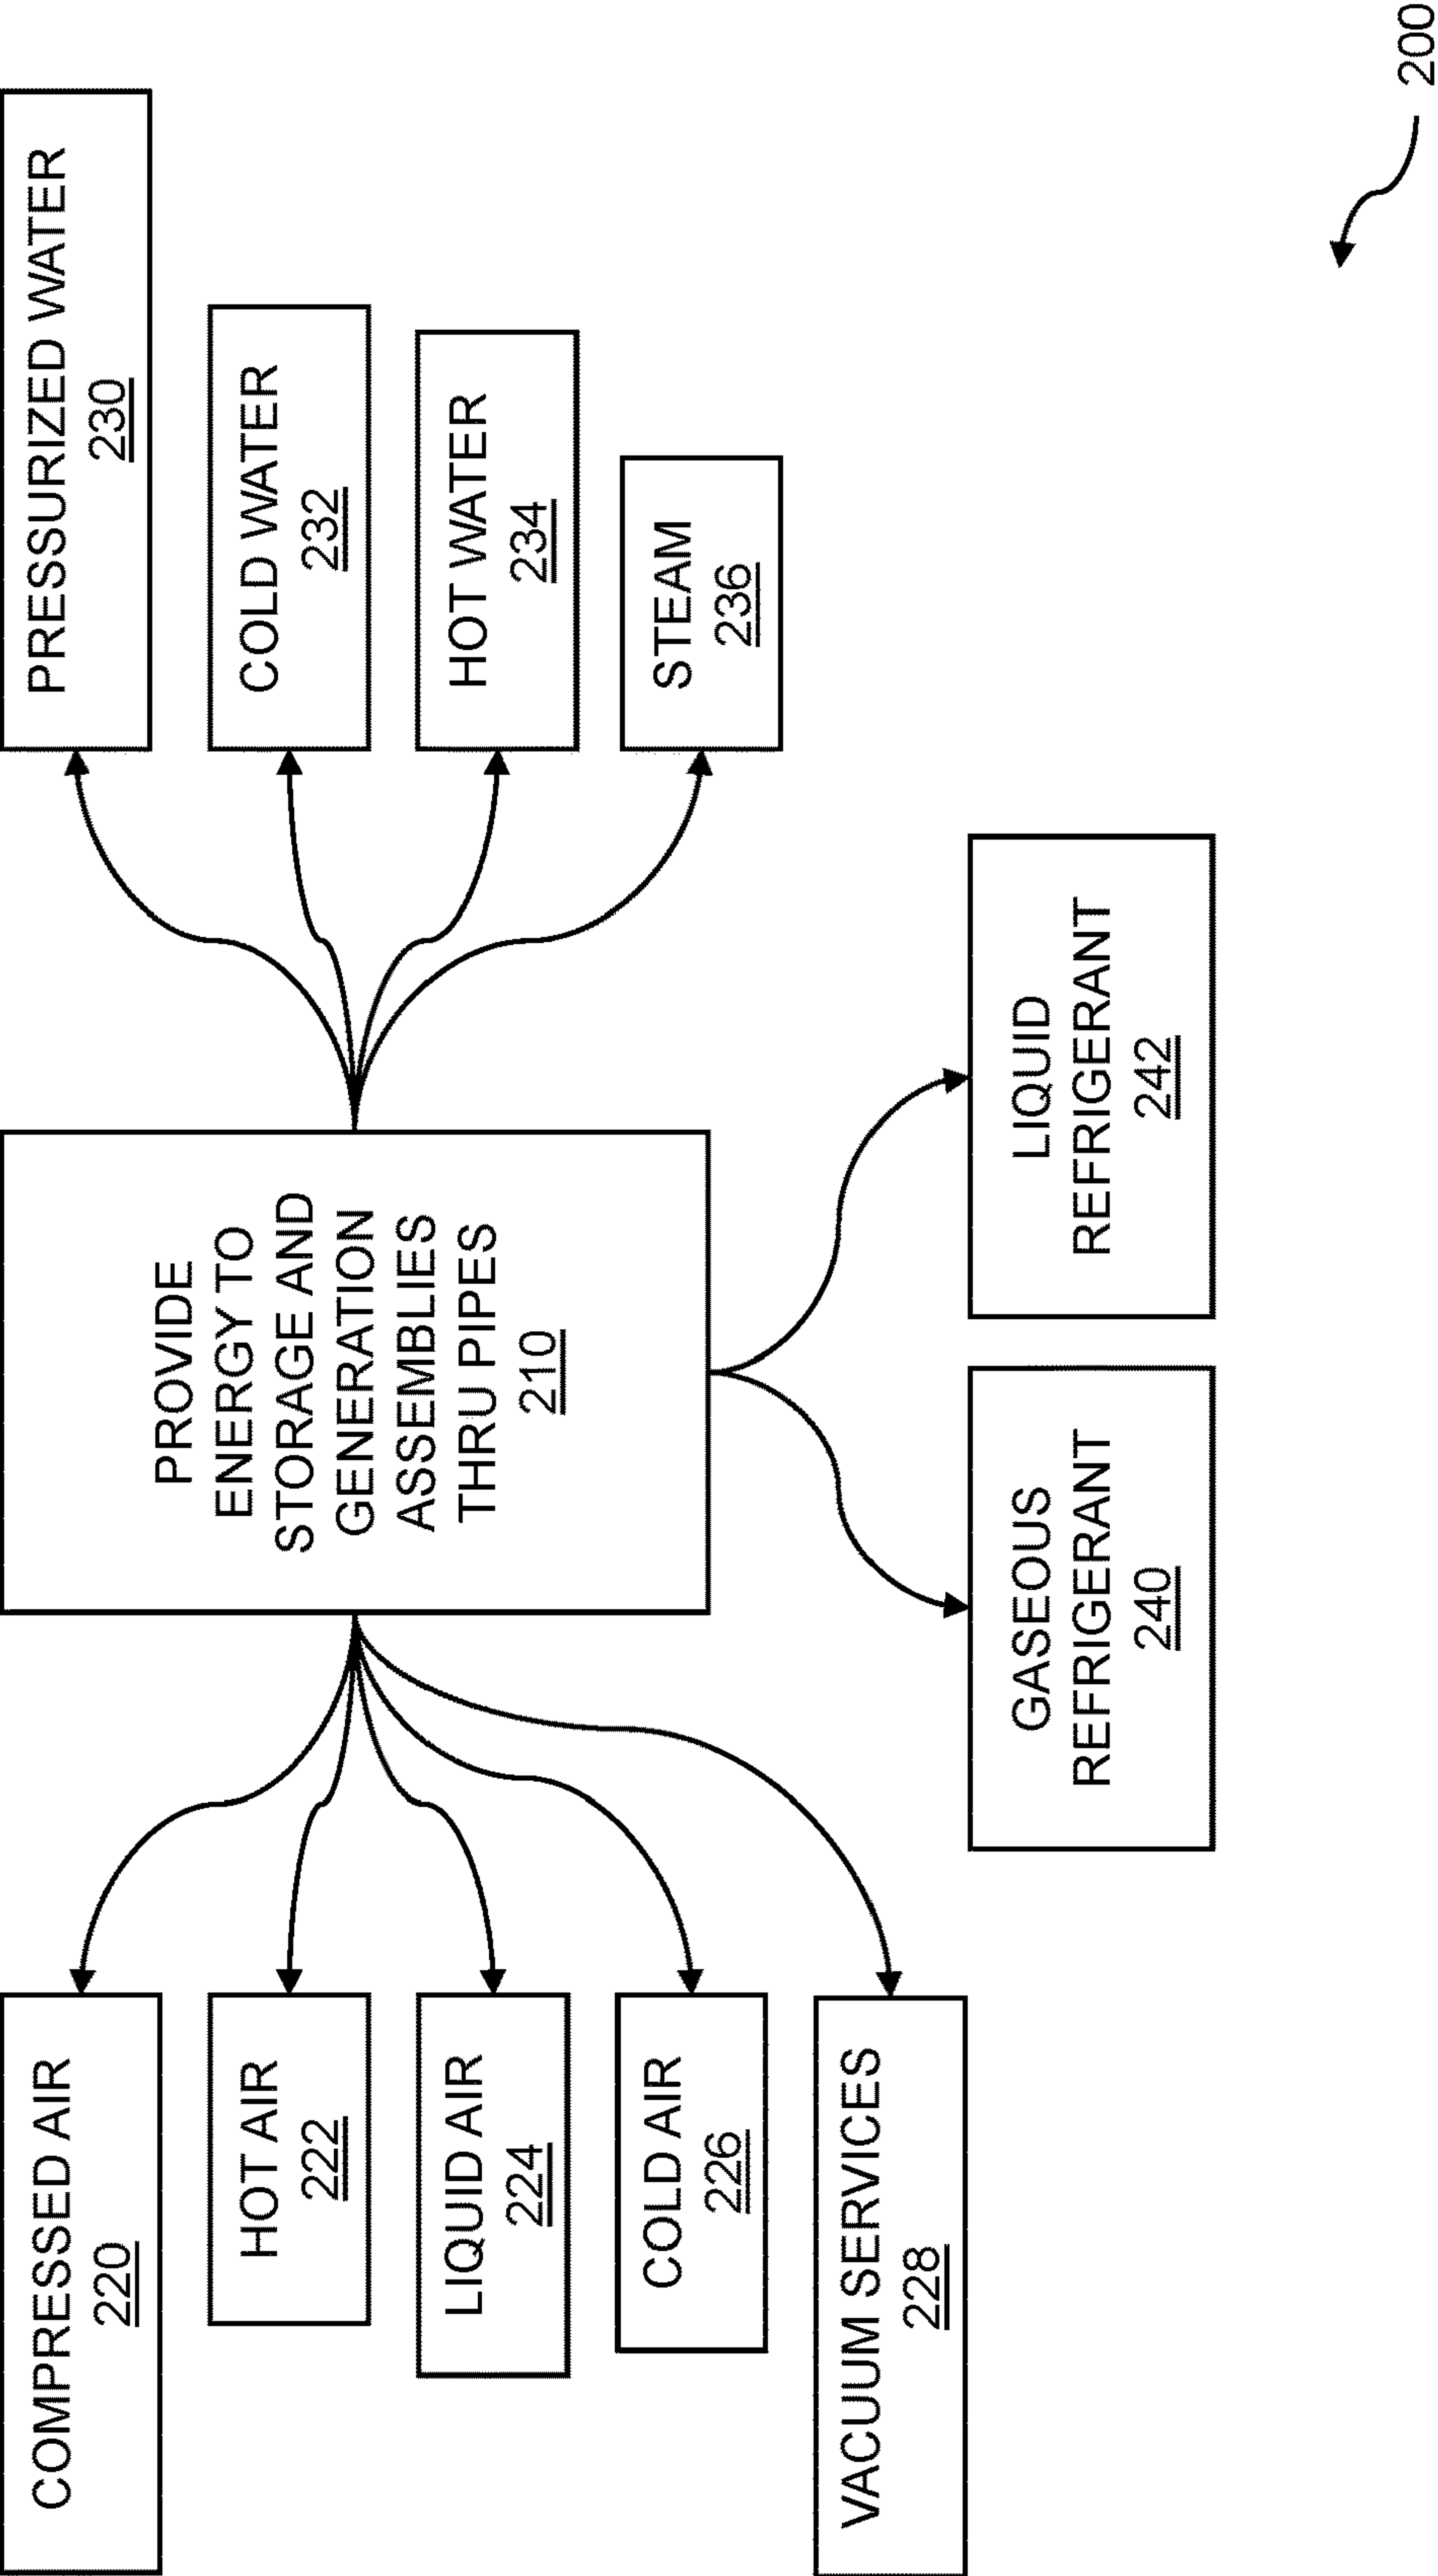 PROVIDE
ENERGY TO
STORAGE AND
GENERATION
ASSEMBLIES
THRU PIPES
210
COMPRESSED AIR
220
HOT AIR
222
LIQUID AIR
224
COLD AIR
226
VACUUM SERVICES
228
PRESSURIZED WATER
230
COLD WATER
232
HOT WATER
234
STEAM
236
GASEOUS
REFRIGERANT
240
LIQUID
REFRIGERANT
242
200